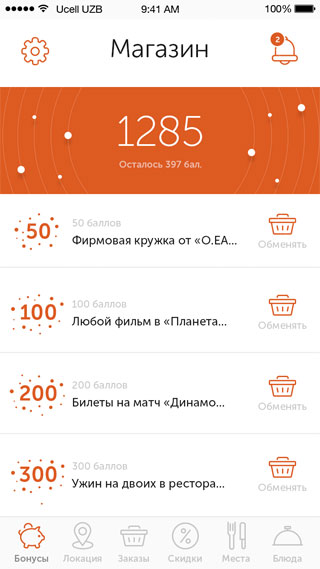 Ucell UZB 9:41 AM 100%
Магазин
2
1285
Осталось 397 бал.
50
50 баллов
Фирмовая кружка от «O.EA...
Обменять
100
100 баллов
Любой фильм в «Планета...
Обменять
200
200 баллов
Билеты на матч «Динамо...
Обменять
300
300 баллов
Ужин на двоих в рестора...
Обменять
Бонусы Локация Заказы Скидки Места Блюда